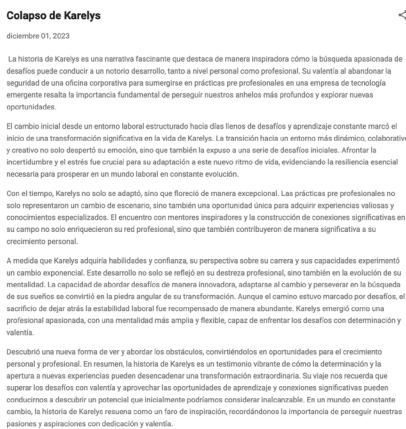 Colapso de Karelys
diciembre 01, 2023
La historia de Karelys es una narrativa fascinante que destaca de manera inspiradora cómo la búsqueda apasionada de
desafíos puede conducir a un notorio desarrollo, tanto a nivel personal como profesional. Su valentía al abandonar la
seguridad de una oficina corporativa para sumergirse en prácticas pre profesionales en una empresa de tecnología
emergente resalta la importancia fundamental de perseguir nuestros anhelos más profundos y explorar nuevas
oportunidades.
El cambio inicial desde un entorno laboral estructurado hacia días llenos de desafíos y aprendizaje constante marcó el
inicio de una transformación significativa en la vida de Karelys. La transición hacia un entorno más dinámico, colaborativo
y creativo no solo despertó su emoción, sino que también la expuso a una serie de desafíos iniciales. Afrontar la
incertidumbre y el estrés fue crucial para su adaptación a este nuevo ritmo de vida, evidenciando la resiliencia esencial
necesaria para prosperar en un mundo laboral en constante evolución.
Con el tiempo, Karelys no solo se adaptó, sino que floreció de manera excepcional. Las prácticas pre profesionales no
solo representaron un cambio de escenario, sino también una oportunidad única para adquirir experiencias valiosas y
conocimientos especializados. El encuentro con mentores inspiradores y la construcción de conexiones significativas en
su campo no solo enriquecieron su red profesional, sino que también contribuyeron de manera significativa a su
crecimiento personal.
A medida que Karelys adquiría habilidades y confianza, su perspectiva sobre su carrera y sus capacidades experimentó
un cambio exponencial. Este desarrollo no solo se reflejó en su destreza profesional, sino también en la evolución de su
mentalidad. La capacidad de abordar desafíos de manera innovadora, adaptarse al cambio y perseverar en la búsqueda
de sus sueños se convirtió en la piedra angular de su transformación. Aunque el camino estuvo marcado por desafíos, el
sacrificio de dejar atrás la estabilidad laboral fue recompensado de manera abundante. Karelys emergió como una
profesional apasionada, con una mentalidad más amplia y flexible, capaz de enfrentar los desafíos con determinación y
valentía.
Descubrió una nueva forma de ver y abordar los obstáculos, convirtiéndolos en oportunidades para el crecimiento
personal y profesional. En resumen, la historia de Karelys es un testimonio vibrante de cómo la determinación y la
apertura a nuevas experiencias pueden desencadenar una transformación extraordinaria. Su viaje nos recuerda que
superar los desafíos con valentía y aprovechar las oportunidades de aprendizaje y conexiones significativas pueden
conducirnos a descubrir un potencial que inicialmente podríamos considerar inalcanzable. En un mundo en constante
cambio, la historia de Karelys resuena como un faro de inspiración, recordándonos la importancia de perseguir nuestras
pasiones y aspiraciones con dedicación y valentía.